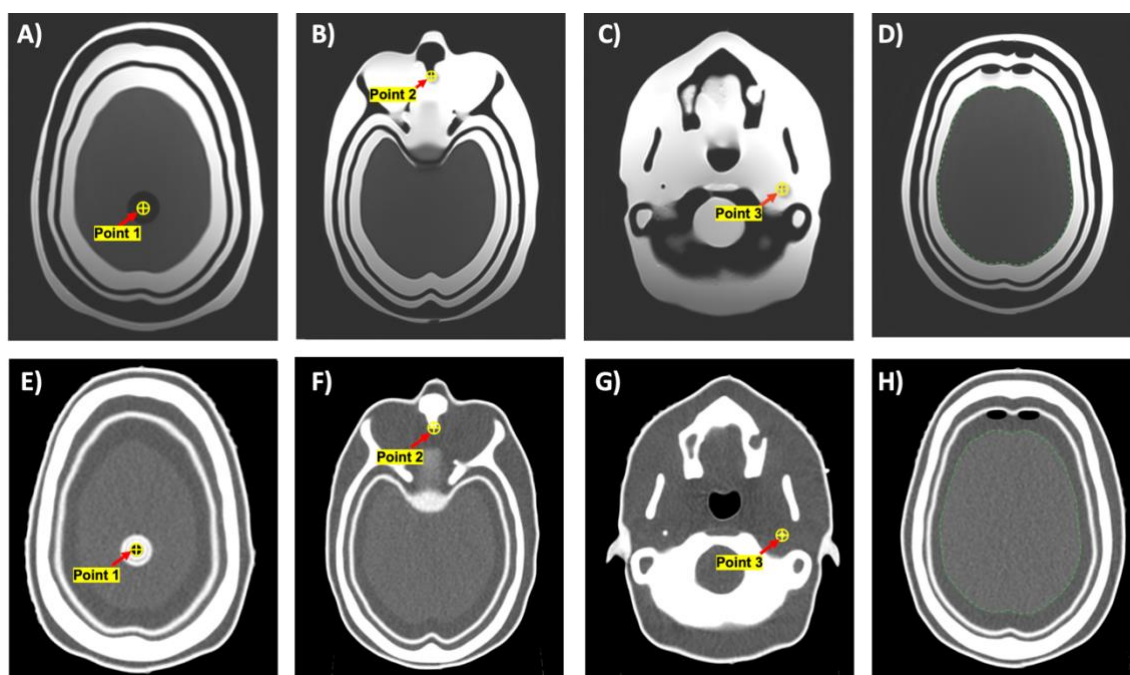 A)
B)
C)
D)
Point 1
Point 2
Point 3
E)
F)
G)
H)
Point 1
Point 2
Point 3